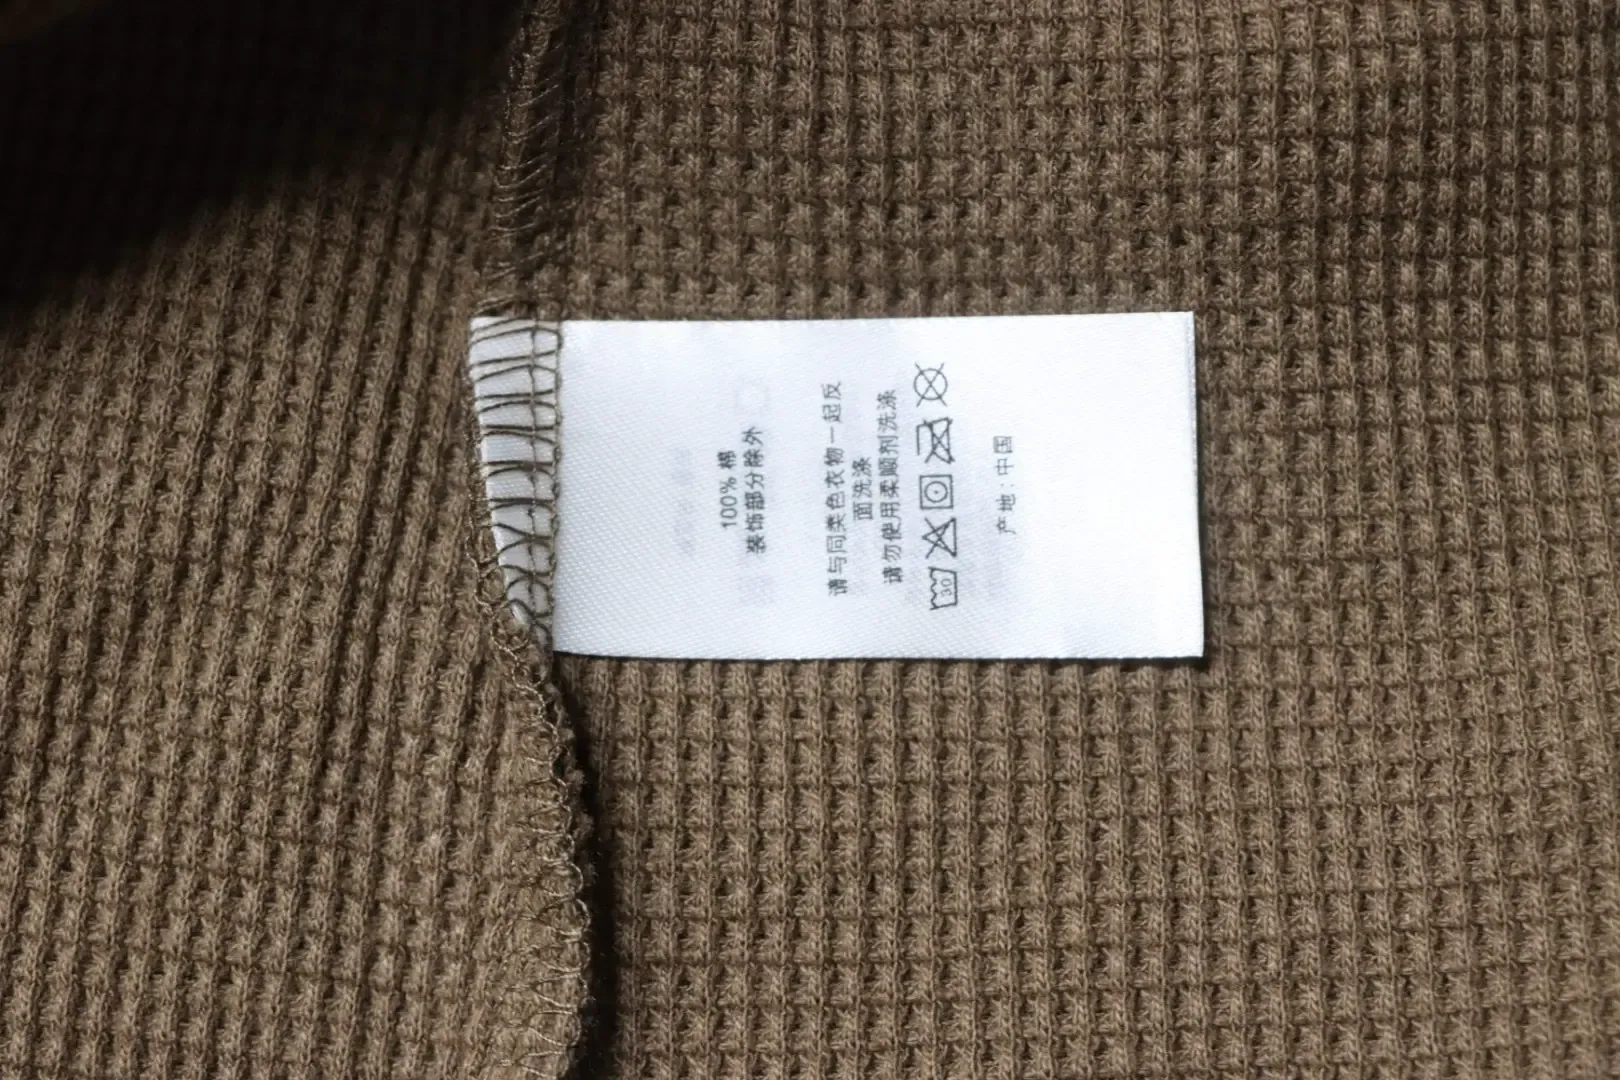 100%棉
装饰部分除外
请与同类色衣物一起反
面洗涤
请勿使用柔顺剂洗涤
30
产地：中国